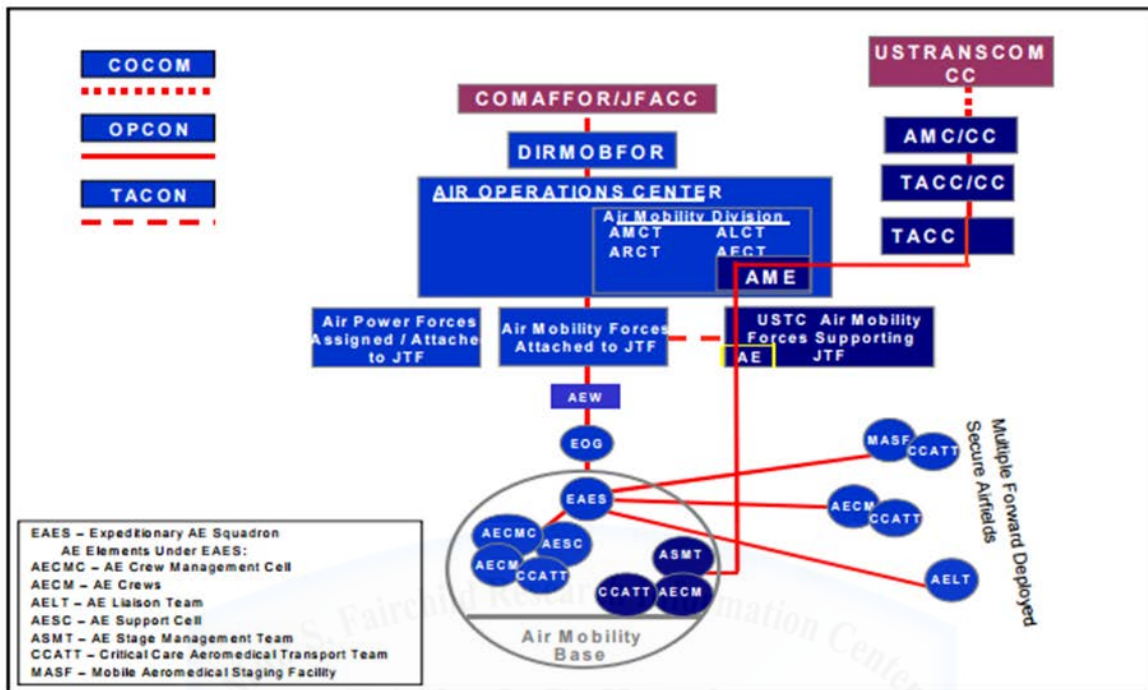 COCOM
OPCON
TACON
COMAFFOR/JFACC
DIRMOBFOR
AIR OPERATIONS CENTER
Air Mobility Division
AMCT ALCT
ARCT AECT
AME
USTRANSCOM
CC
AMC/CC
TACC/CC
TACC
Air Power Forces
Assigned / Attached
to JTF
Air Mobility Forces
Attached to JTF
USTC Air Mobility
Forces Supporting
JTF
AE
AEW
EOG
EAES
AECMC
AESC
AECM
CCATT
ASMT
CCATT
AECM
Air Mobility
Base
MASF
CCATT
AECM
CCATT
AELT
Multiple Forward Deployed
Secure Airfields
EAES – Expeditionary AE Squadron
AE Elements Under EAES:
AECMC – AE Crew Management Cell
AECM – AE Crews
AELT – AE Liaison Team
AESC – AE Support Cell
ASMT – AE Stage Management Team
CCATT – Critical Care Aeromedical Transport Team
MASF – Mobile Aeromedical Staging Facility
S. Fairchild Research Information Center